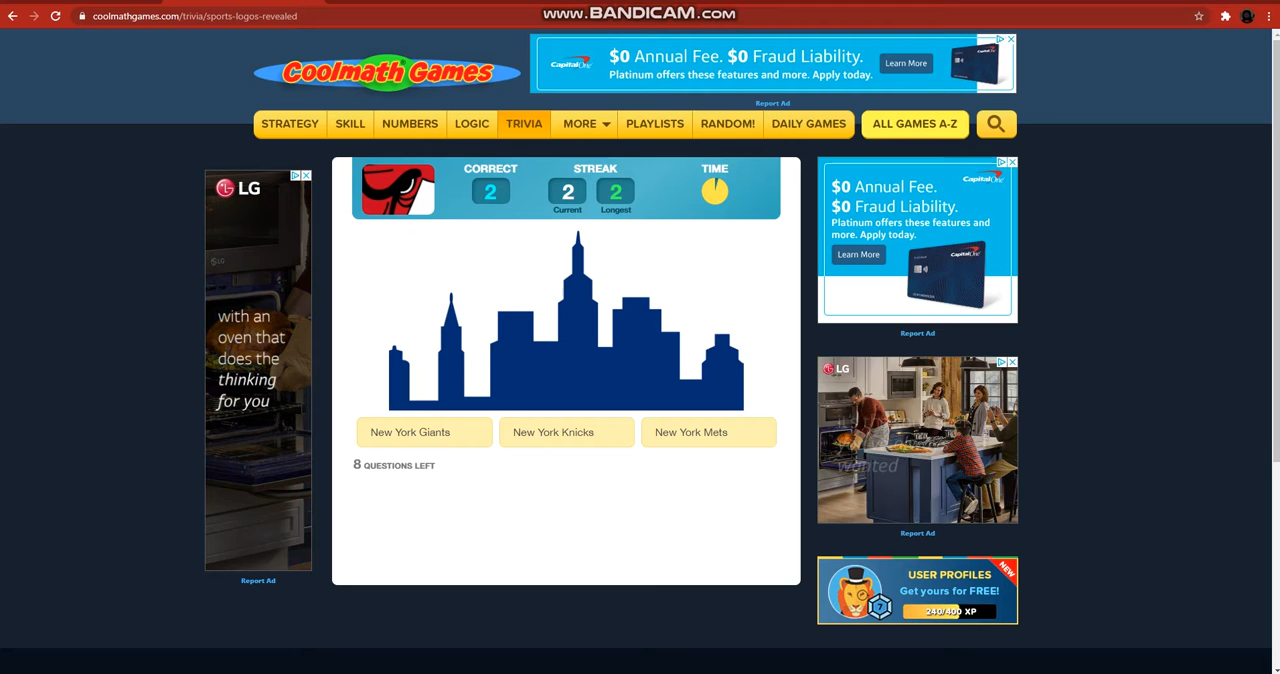 coolmathgames.com/trivia/sports-logos-revealed
www.BANDICAM.com
Coolmath Games
CapitalOne
$0 Annual Fee. $0 Fraud Liability.
Platinum offers these features and more. Apply today.
Learn More
Report Ad
STRATEGY SKILL NUMBERS LOGIC TRIVIA MORE PLAYLISTS RANDOM! DAILY GAMES ALL GAMES A-Z
LG
with an
oven that
does the
thinking
for you
Report Ad
CORRECT STREAK TIME
2 2 2
Current Longest
New York Giants New York Knicks New York Mets
8 QUESTIONS LEFT
CapitalOne
$0 Annual Fee.
$0 Fraud Liability.
Platinum offers these features and
more. Apply today.
Learn More
Report Ad
LG
wanted
Report Ad
NEW
USER PROFILES
Get yours for FREE!
7
240/400 XP